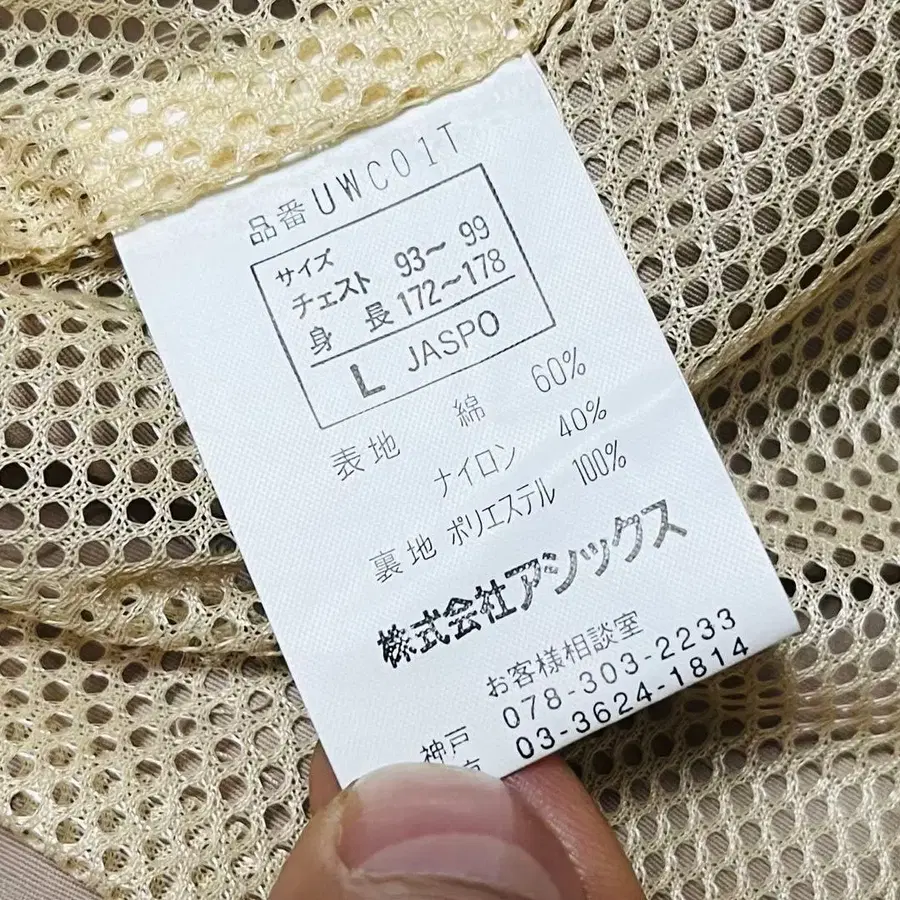 品番 UWC01T
サイズ
チェスト 93～ 99
身 長 172～178
L JASPO
表地 綿 60%
ナイロン 40%
裏地 ポリエステル 100%
株式会社アシックス
お客様相談室
神戸 078-303-2233
03-3624-1814